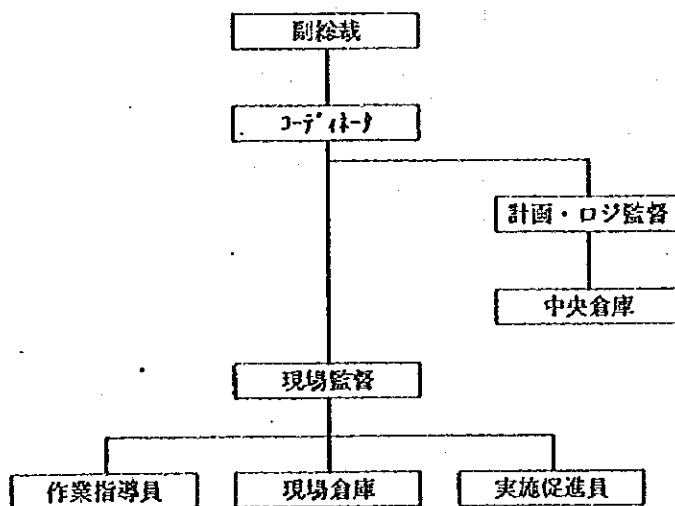 副総裁
ｺｰﾃﾞｨﾈｰﾀ
計画・ロジ監督
中央倉庫
現場監督
作業指導員
現場倉庫
実施促進員